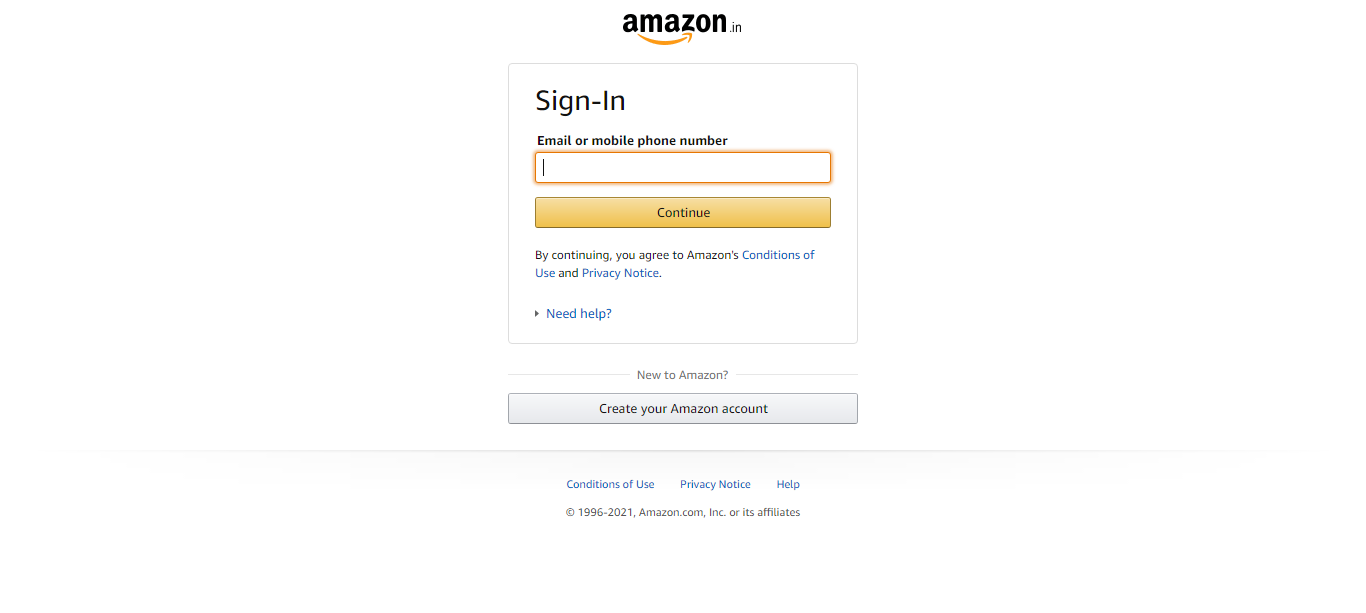 amazon.in
Sign-In
Email or mobile phone number
Continue
By continuing, you agree to Amazon's Conditions of
Use and Privacy Notice.
Need help?
New to Amazon?
Create your Amazon account
Conditions of Use Privacy Notice Help
© 1996-2021, Amazon.com, Inc. or its affiliates